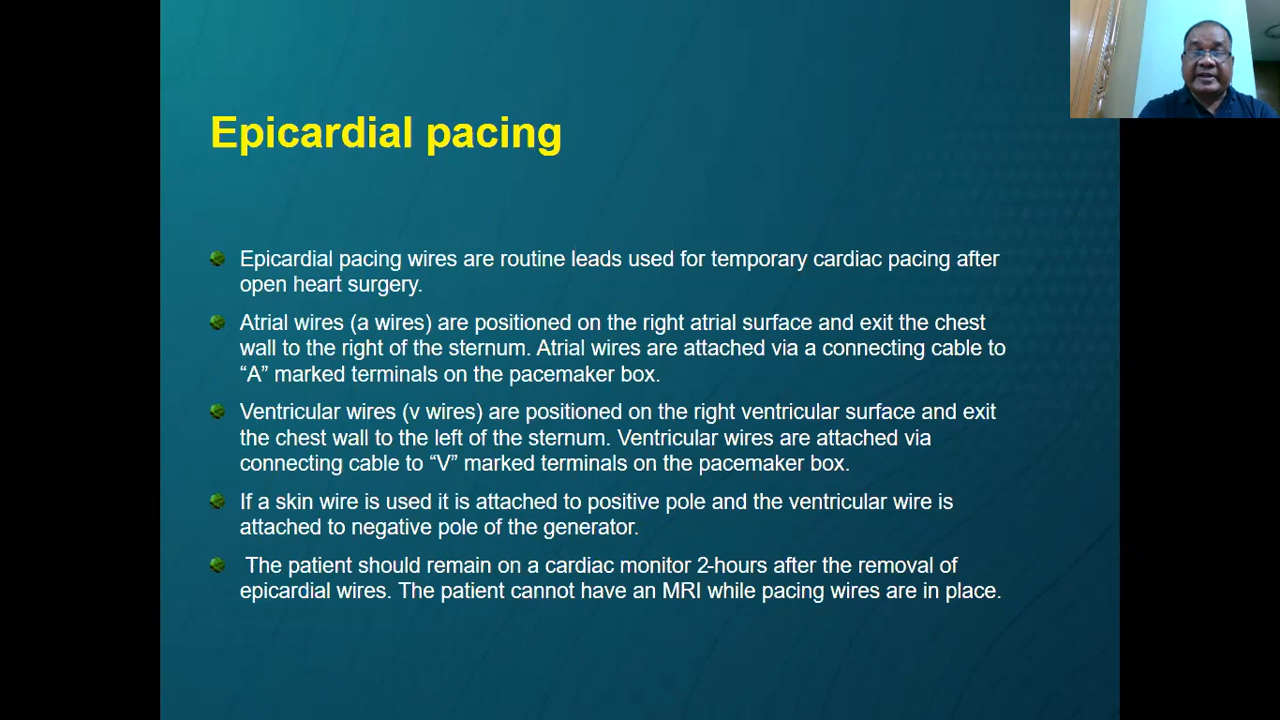 Epicardial pacing
Epicardial pacing wires are routine leads used for temporary cardiac pacing after
open heart surgery.
Atrial wires (a wires) are positioned on the right atrial surface and exit the chest
wall to the right of the sternum. Atrial wires are attached via a connecting cable to
“A” marked terminals on the pacemaker box.
Ventricular wires (v wires) are positioned on the right ventricular surface and exit
the chest wall to the left of the sternum. Ventricular wires are attached via
connecting cable to “V” marked terminals on the pacemaker box.
If a skin wire is used it is attached to positive pole and the ventricular wire is
attached to negative pole of the generator.
The patient should remain on a cardiac monitor 2-hours after the removal of
epicardial wires. The patient cannot have an MRI while pacing wires are in place.